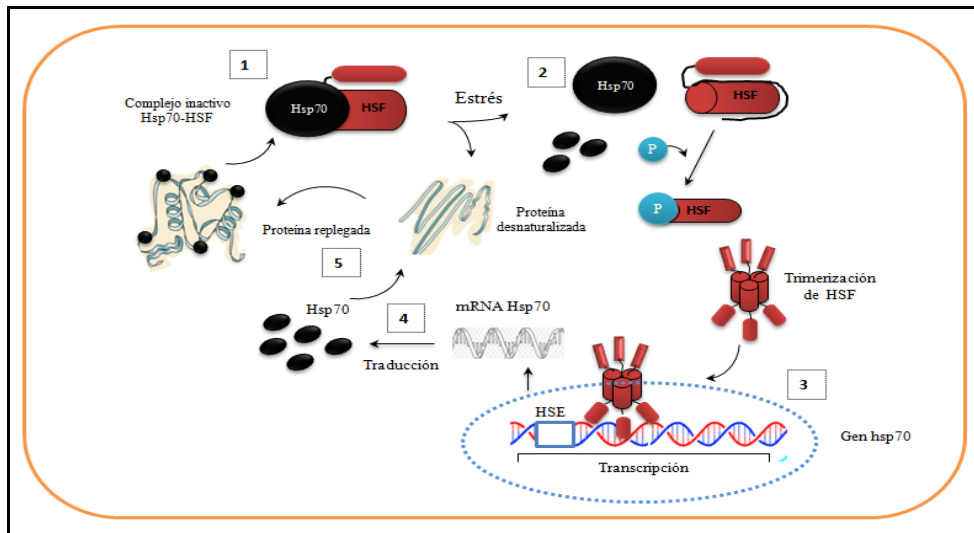 1
Complejo inactivo
Hsp70-HSF
Hsp70
HSF
Estrés
2
Hsp70
HSF
P
P
HSF
Proteína
desnaturalizada
Proteína replegada
5
Trimerización
de HSF
3
Hsp70
4
mRNA Hsp70
Traducción
HSE
Gen hsp70
Transcripción